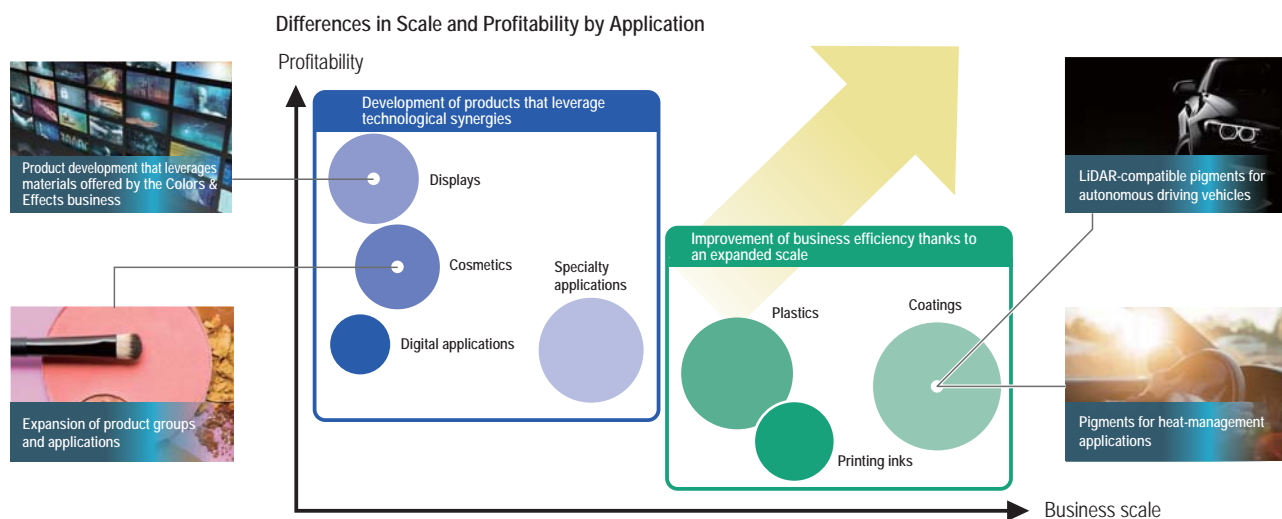 Differences in Scale and Profitability by Application
Profitability
Product development that leverages
materials offered by the Colors &
Effects business
Expansion of product groups
and applications
Development of products that leverage
technological synergies
Displays
Cosmetics
Digital applications
Specialty
applications
Improvement of business efficiency thanks to
an expanded scale
Plastics
Coatings
Printing inks
LiDAR-compatible pigments for
autonomous driving vehicles
Pigments for heat-management
applications
Business scale